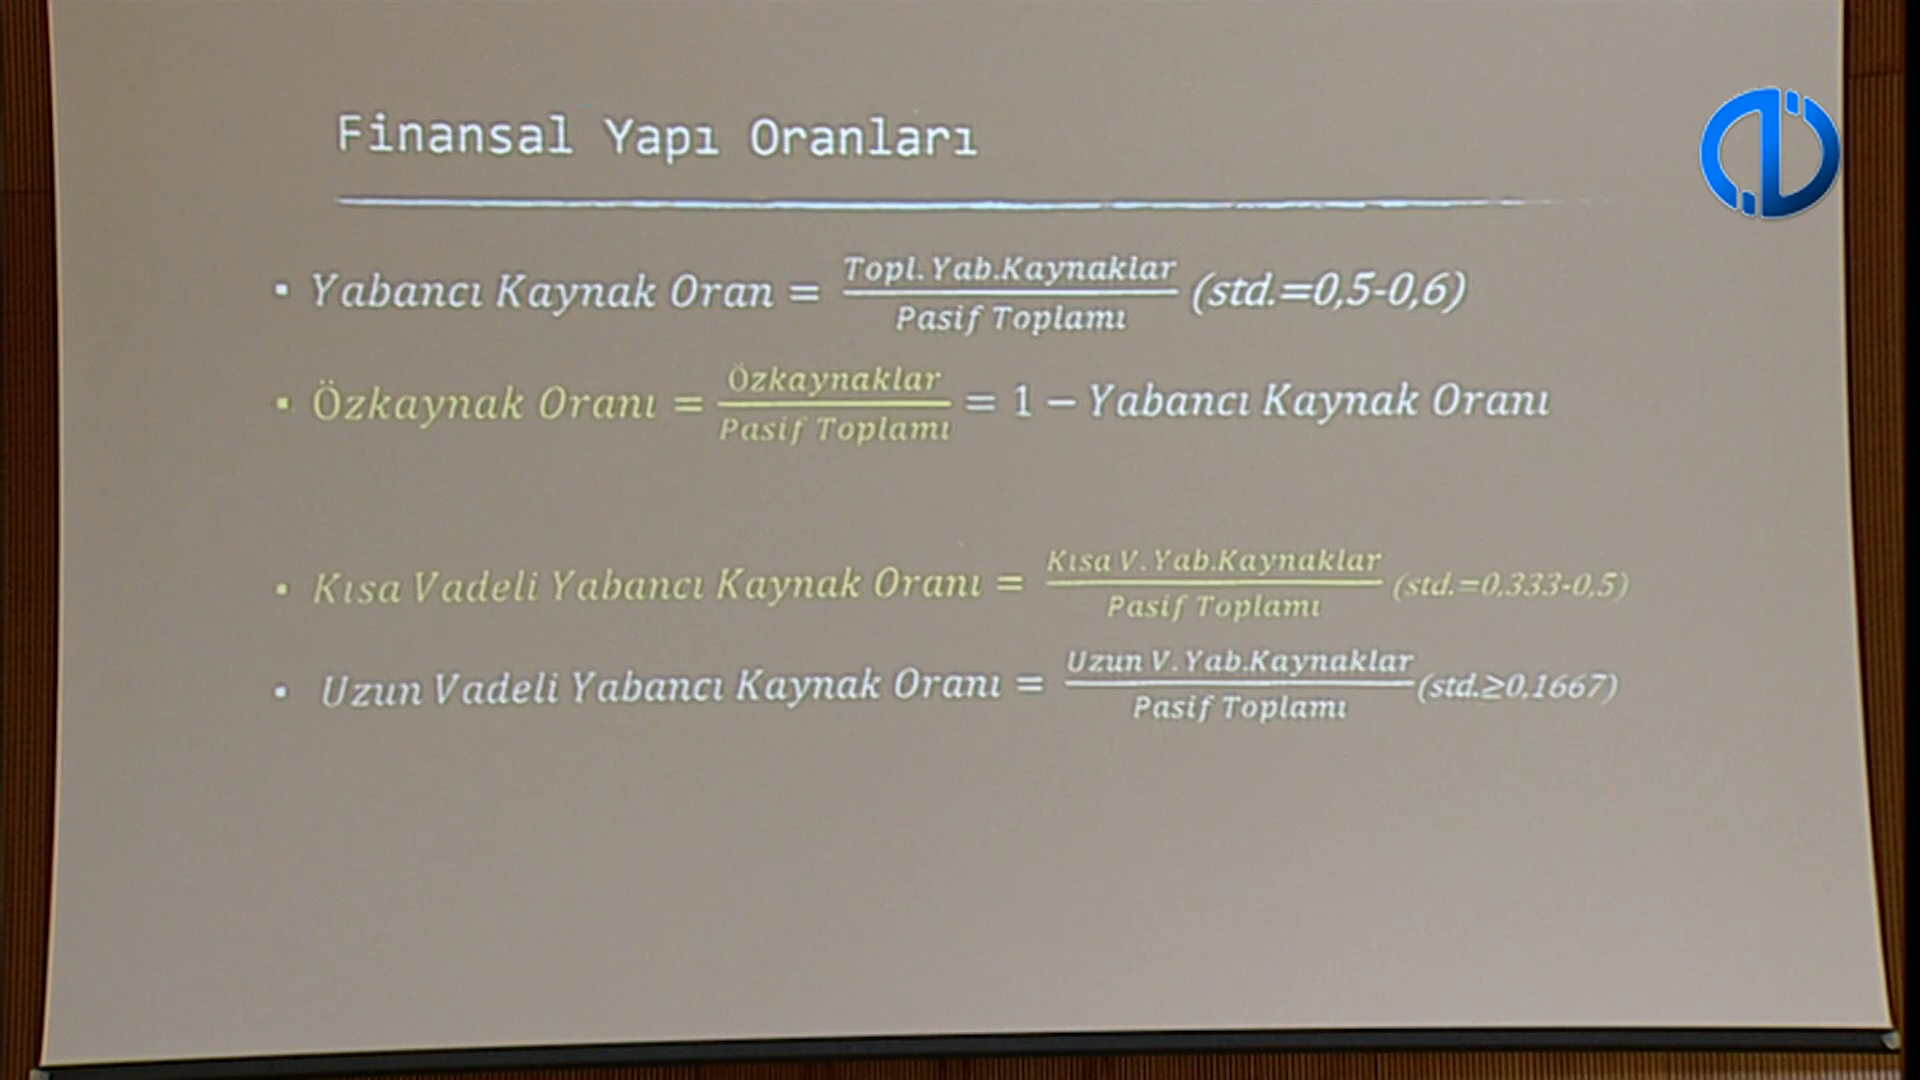 Finansal Yapı Oranları
▪ Yabancı Kaynak Oran = Topl. Yab.Kaynaklar / Pasif Toplamı (std.=0,5-0,6)
▪ Özkaynak Oranı = Özkaynaklar / Pasif Toplamı = 1 − Yabancı Kaynak Oranı
▪ Kısa Vadeli Yabancı Kaynak Oranı = Kısa V. Yab.Kaynaklar / Pasif Toplamı (std.=0,333-0,5)
▪ Uzun Vadeli Yabancı Kaynak Oranı = Uzun V. Yab.Kaynaklar / Pasif Toplamı (std.≥0,1667)